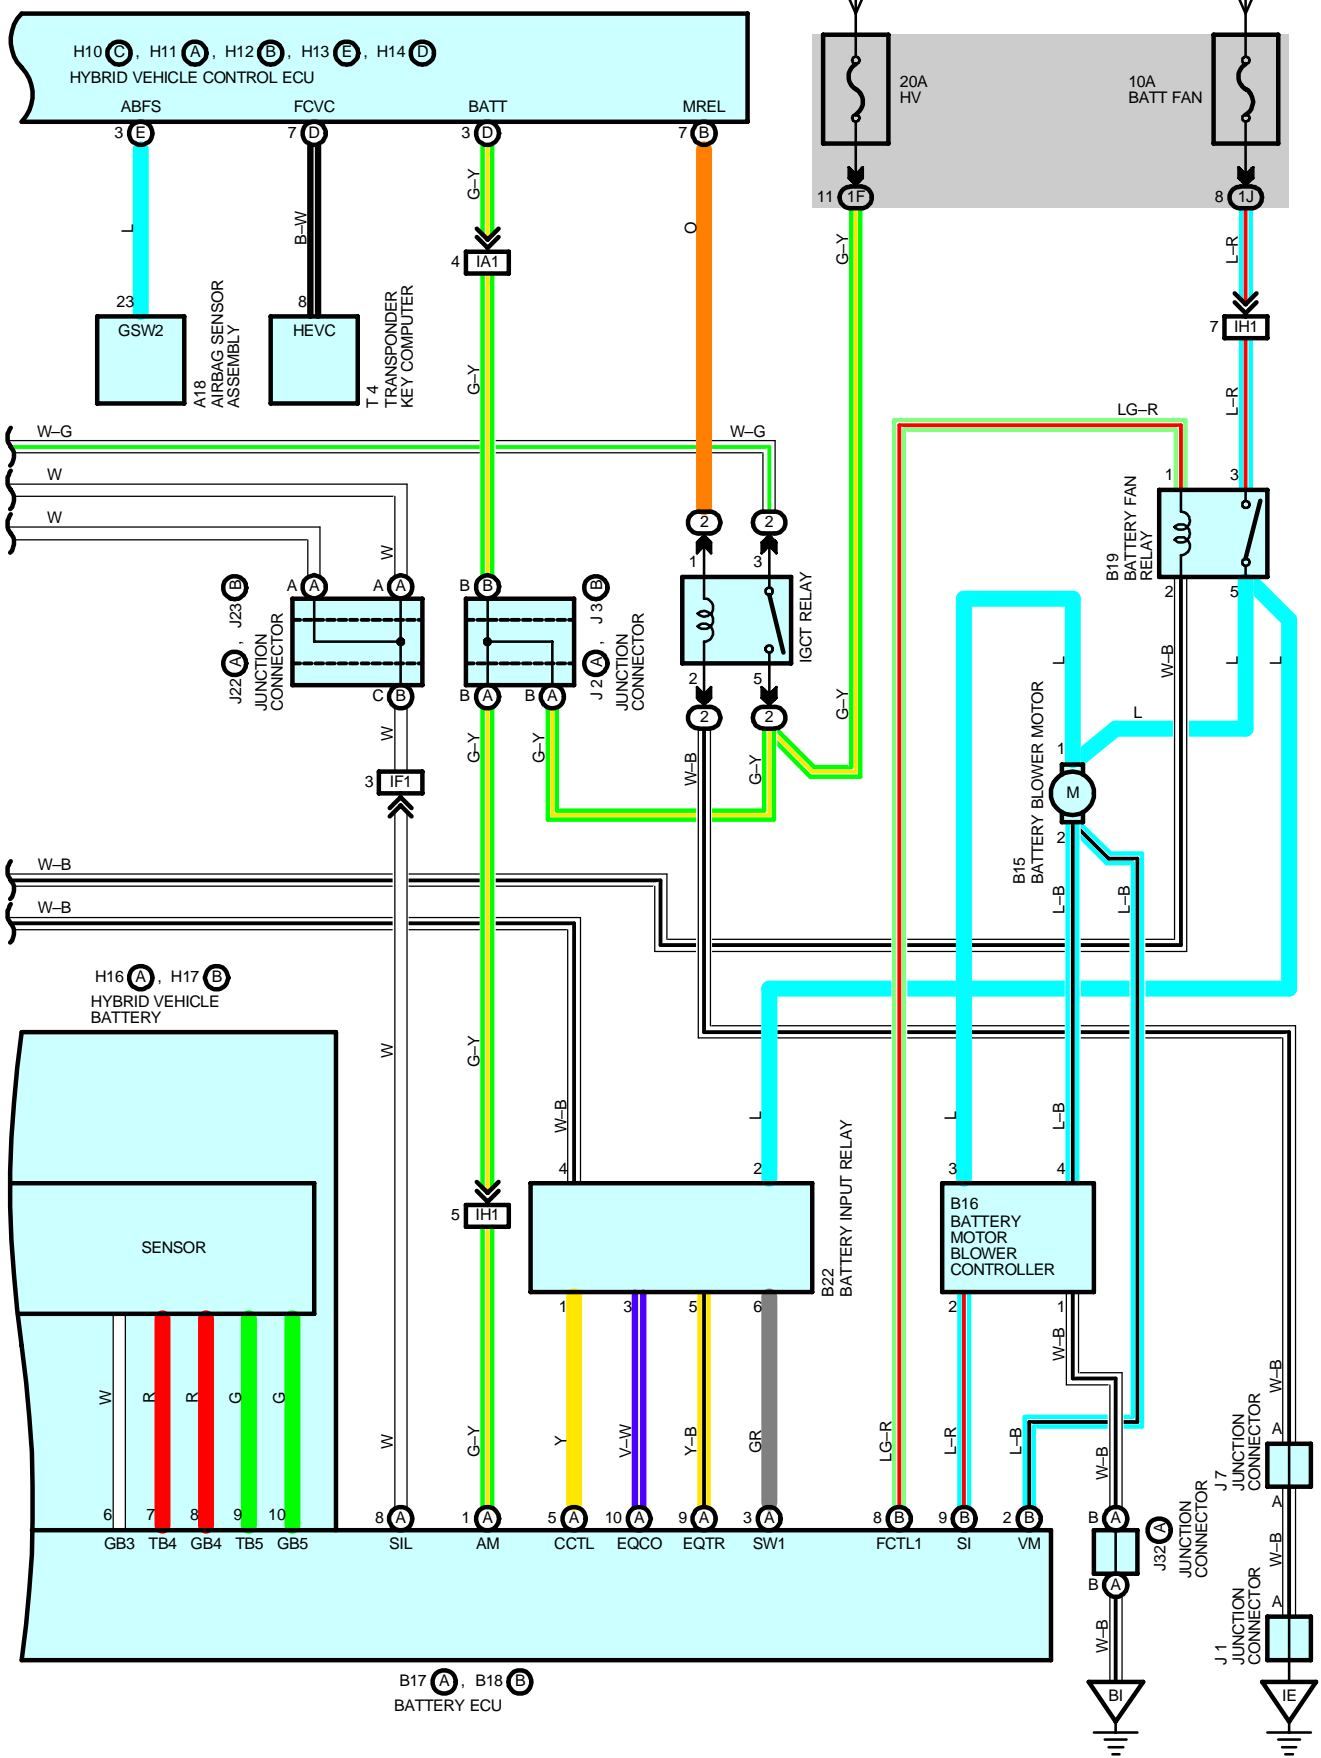 H10 C, H11 A, H12 B, H13 E, H14 D
HYBRID VEHICLE CONTROL ECU
ABFS FCVC BATT MREL
3 E 7 D 3 D 7 B
20A
HV
10A
BATT FAN
11 1F
8 1J
L
B–W
G–Y
O
G–Y
L–R
4 IA1
7 IH1
23
GSW2
A18
AIRBAG SENSOR
ASSEMBLY
8
HEVC
T 4
TRANSPONDER
KEY COMPUTER
G–Y
L–R
LG–R
W–G W–G
W
W
W
1 3
B19
BATTERY FAN
RELAY
2 5
2 2
1 3
IGCT RELAY
2 5
2 2
A A A A
J22 A, J23 B
JUNCTION
CONNECTOR
C B
B B
J 2 A, J 3 B
JUNCTION
CONNECTOR
B A B A
W
G–Y
G–Y
W–B
G–Y
G–Y
L
W–B
L
L
L
3 IF1
1
M
2
B15
BATTERY BLOWER MOTOR
W–B
W–B
L–B
L–B
H16 A, H17 B
HYBRID VEHICLE
BATTERY
W
G–Y
W–B
L
L
L–B
4 2
3 4
5 IH1
B22
BATTERY INPUT RELAY
B16
BATTERY
MOTOR
BLOWER
CONTROLLER
SENSOR
1 3 5 6
2 1
W–B
W R R G G
W
G–Y
Y
V–W
Y–B
GR
LG–R
L–R
L–B
W–B
W–B
A
J 7
JUNCTION
CONNECTOR
A
W–B
A
J 1
JUNCTION
CONNECTOR
IE
6 7 8 9 10
8 A 1 A 5 A 10 A 9 A 3 A 8 B 9 B 2 B
GB3 TB4 GB4 TB5 GB5 SIL AM CCTL EQCO EQTR SW1 FCTL1 SI VM
B A
J32 A
JUNCTION
CONNECTOR
B A
W–B
BI
B17 A, B18 B
BATTERY ECU